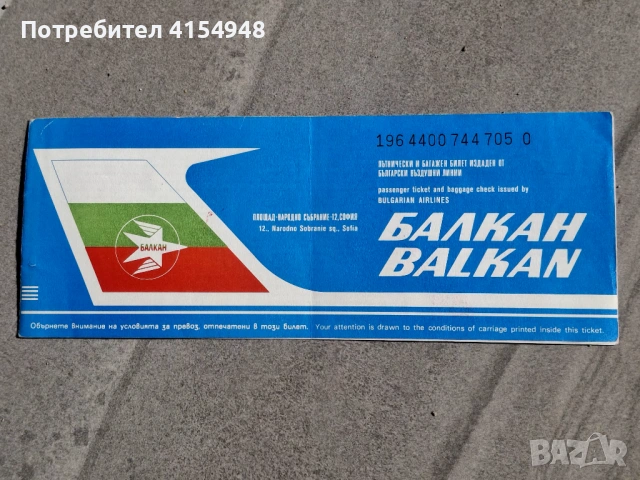 Потребител 4154948
196 4400 744 705 0
ПЪТНИЧЕСКИ И БАГАЖЕН БИЛЕТ ИЗДАДЕН ОТ
БЪЛГАРСКИ ВЪЗДУШНИ ЛИНИИ
passenger ticket and baggage check issued by
BULGARIAN AIRLINES
БАЛКАН
BALKAN
ПЛОЩАД·НАРОДНО СЪБРАНИЕ·12, СОФИЯ
12., Narodno Sobranie sq., Sofia
БАЛКАН
Обърнете внимание на условията за превоз, отпечатени в този билет. Your attention is drawn to the conditions of carriage printed inside this ticket.
BAZAR